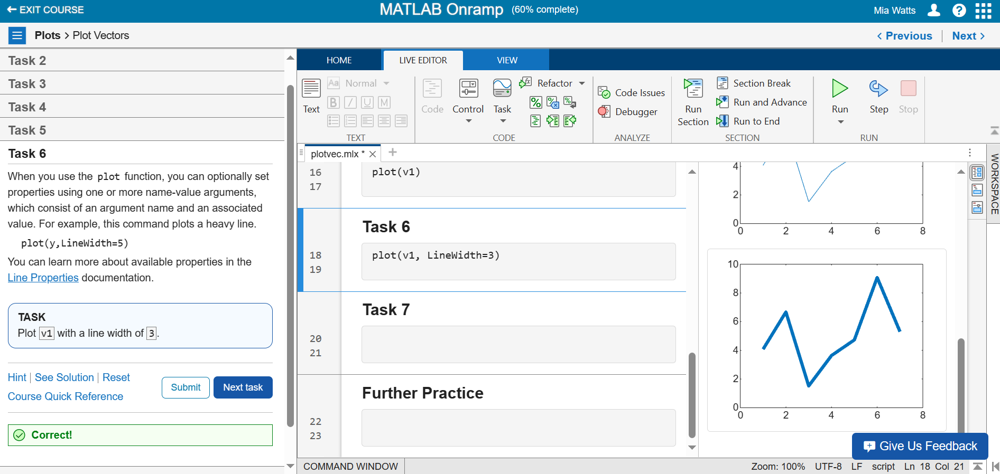 EXIT COURSE
MATLAB Onramp (60% complete)
Mia Watts
?
Plots > Plot Vectors
< Previous | Next >
Task 2
Task 3
Task 4
Task 5
Task 6
When you use the plot function, you can optionally set
properties using one or more name-value arguments,
which consist of an argument name and an associated
value. For example, this command plots a heavy line.
plot(y,LineWidth=5)
You can learn more about available properties in the
Line Properties documentation.
TASK
Plot v1 with a line width of 3.
Hint | See Solution | Reset
Course Quick Reference
Submit
Next task
Correct!
HOME
LIVE EDITOR
VIEW
Text
Aa Normal
B I U M
TEXT
Code
Control
Task
Refactor
CODE
Code Issues
Debugger
ANALYZE
Run
Section
Section Break
Run and Advance
Run to End
SECTION
Run
Step
Stop
RUN
plotvec.mlx *
16 plot(v1)
17
Task 6
18 plot(v1, LineWidth=3)
19
Task 7
20
21
Further Practice
22
23
4
2
0
0 2 4 6 8
10
8
6
4
2
0
0 2 4 6 8
WORKSPACE
Give Us Feedback
COMMAND WINDOW
Zoom: 100% UTF-8 LF script Ln 18 Col 21